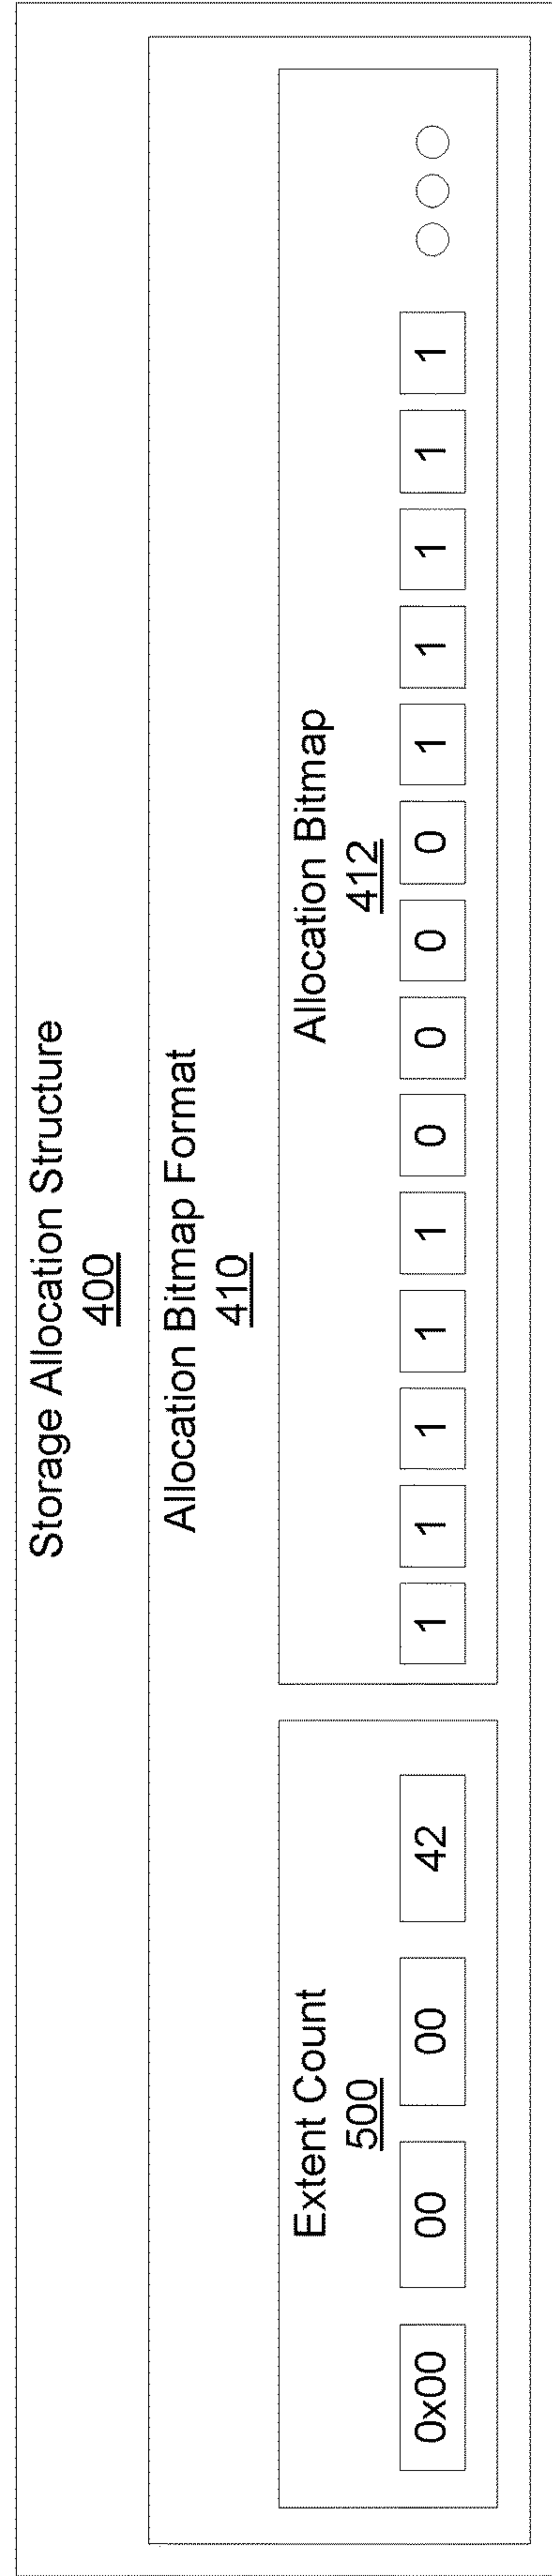 Storage Allocation Structure
400
Allocation Bitmap Format
410
Extent Count
500
0x00 00 00 42
Allocation Bitmap
412
1 1 1 1 1 0 0 0 0 1 1 1 1 1